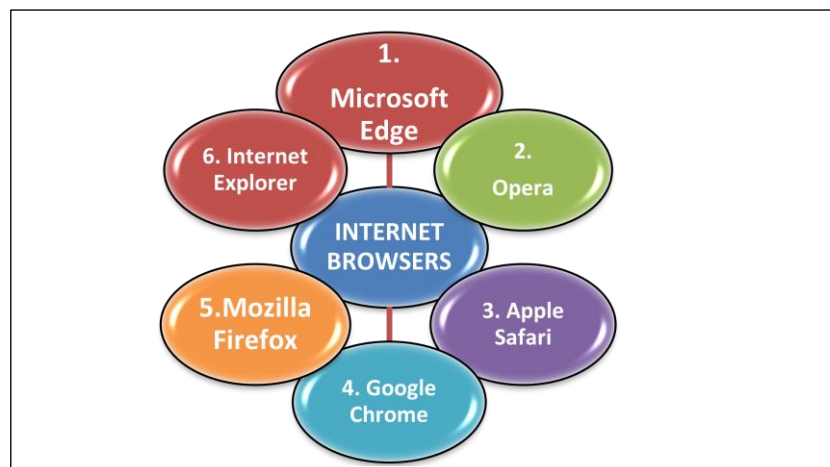 1.
Microsoft
Edge
2.
Opera
3. Apple
Safari
4. Google
Chrome
5.Mozilla
Firefox
6. Internet
Explorer
INTERNET
BROWSERS